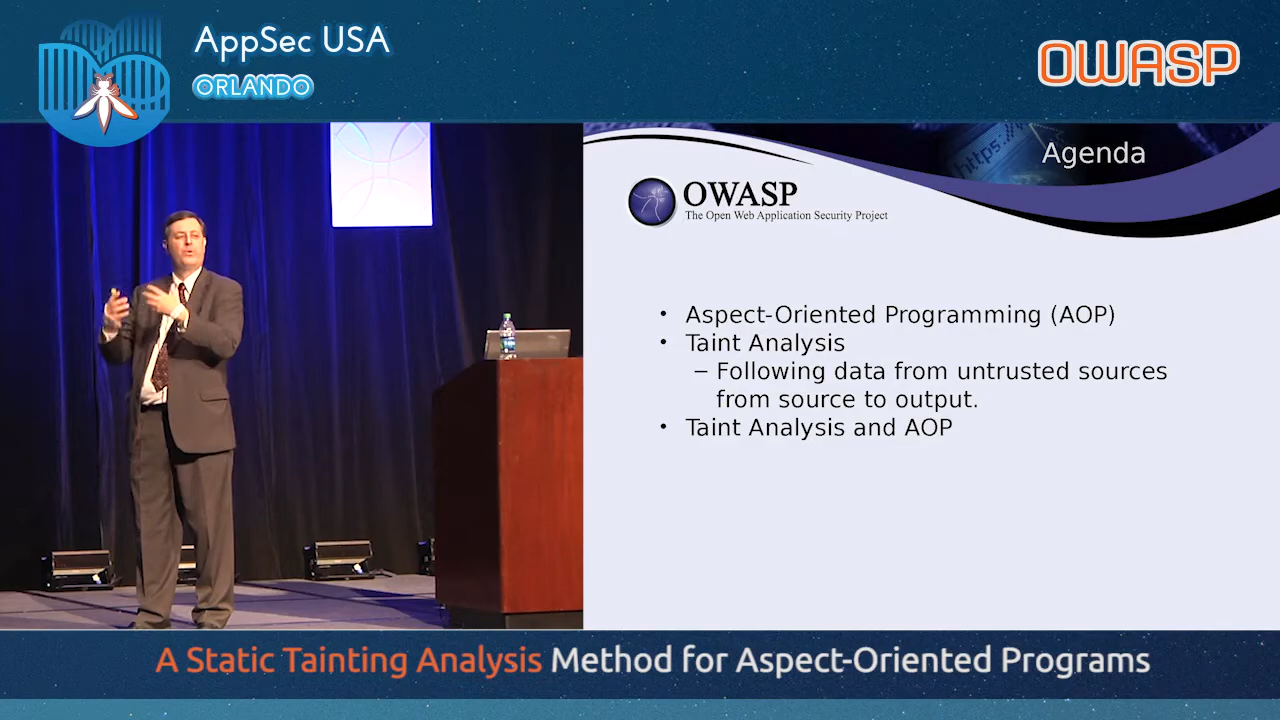 AppSec USA
ORLANDO
OWASP
Agenda
https://
OWASP
The Open Web Application Security Project
• Aspect-Oriented Programming (AOP)
• Taint Analysis
– Following data from untrusted sources
from source to output.
• Taint Analysis and AOP
A Static Tainting Analysis Method for Aspect-Oriented Programs